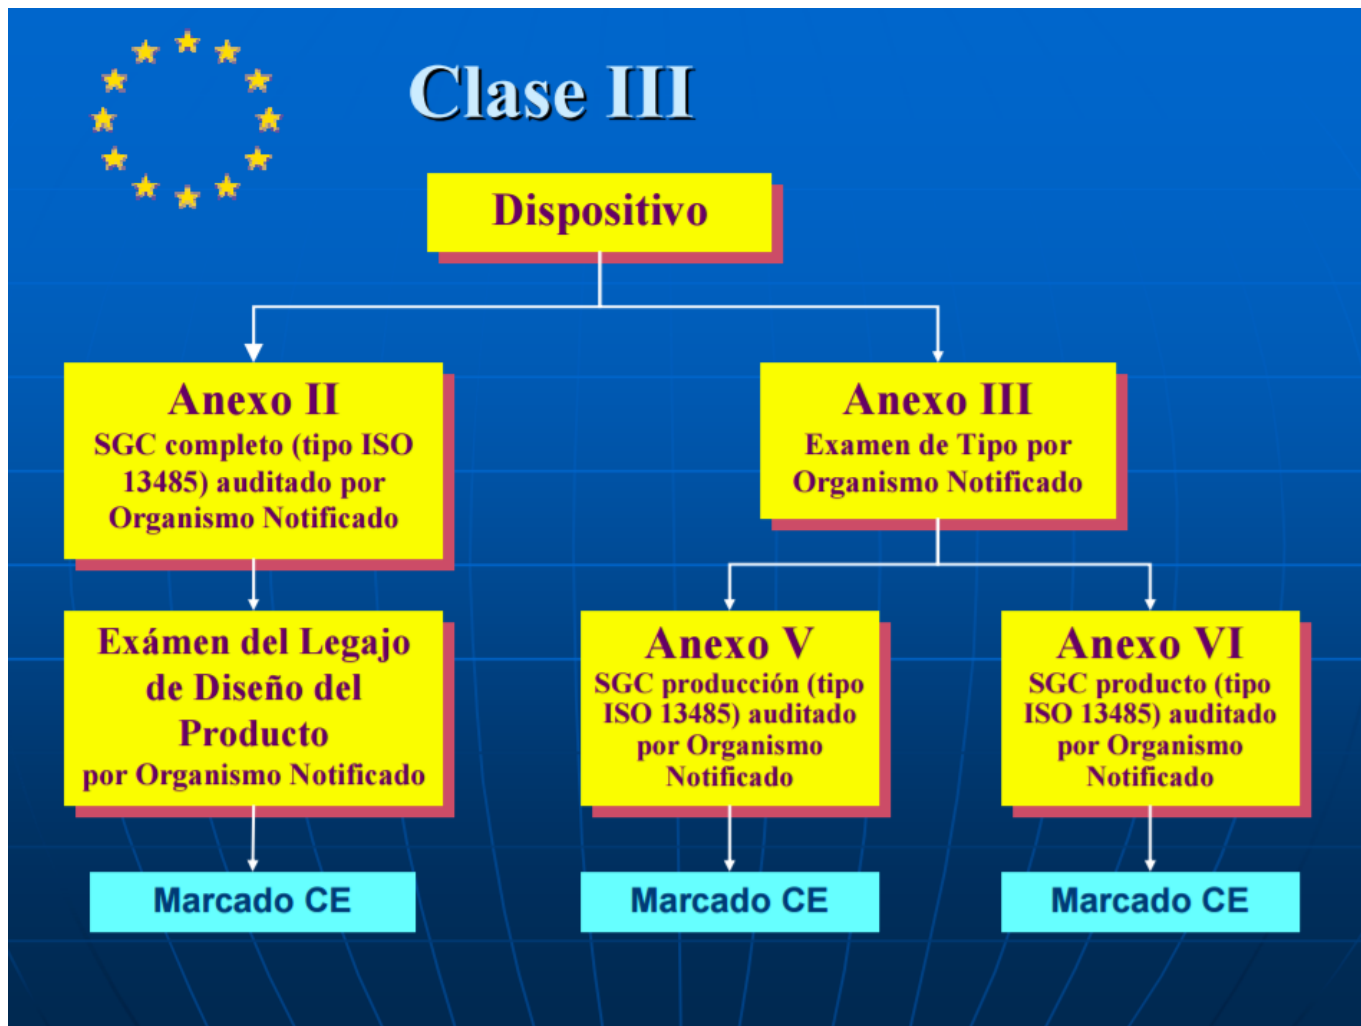 Clase III
Dispositivo
Anexo II
SGC completo (tipo ISO
13485) auditado por
Organismo Notificado
Anexo III
Examen de Tipo por
Organismo Notificado
Exámen del Legajo
de Diseño del
Producto
por Organismo Notificado
Anexo V
SGC producción (tipo
ISO 13485) auditado
por Organismo
Notificado
Anexo VI
SGC producto (tipo
ISO 13485) auditado
por Organismo
Notificado
Marcado CE
Marcado CE
Marcado CE